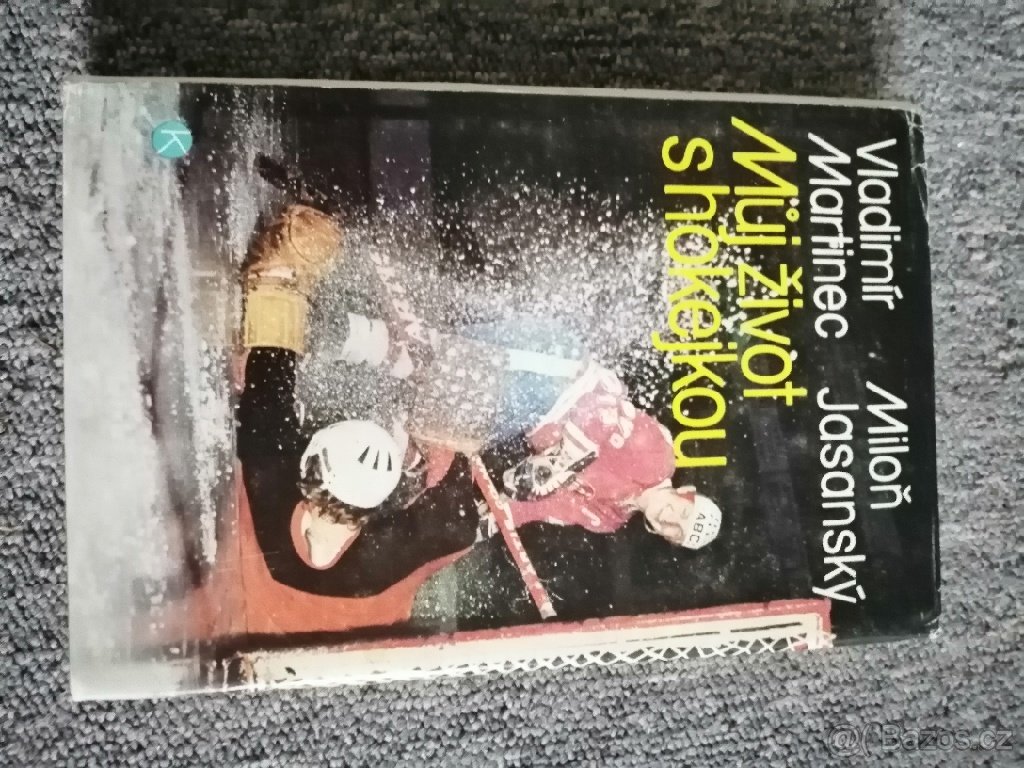 Vladimír Miloň
Martinec Jasanský
Můj život
s hokejkou
K
ABC
@( Bazos.cz